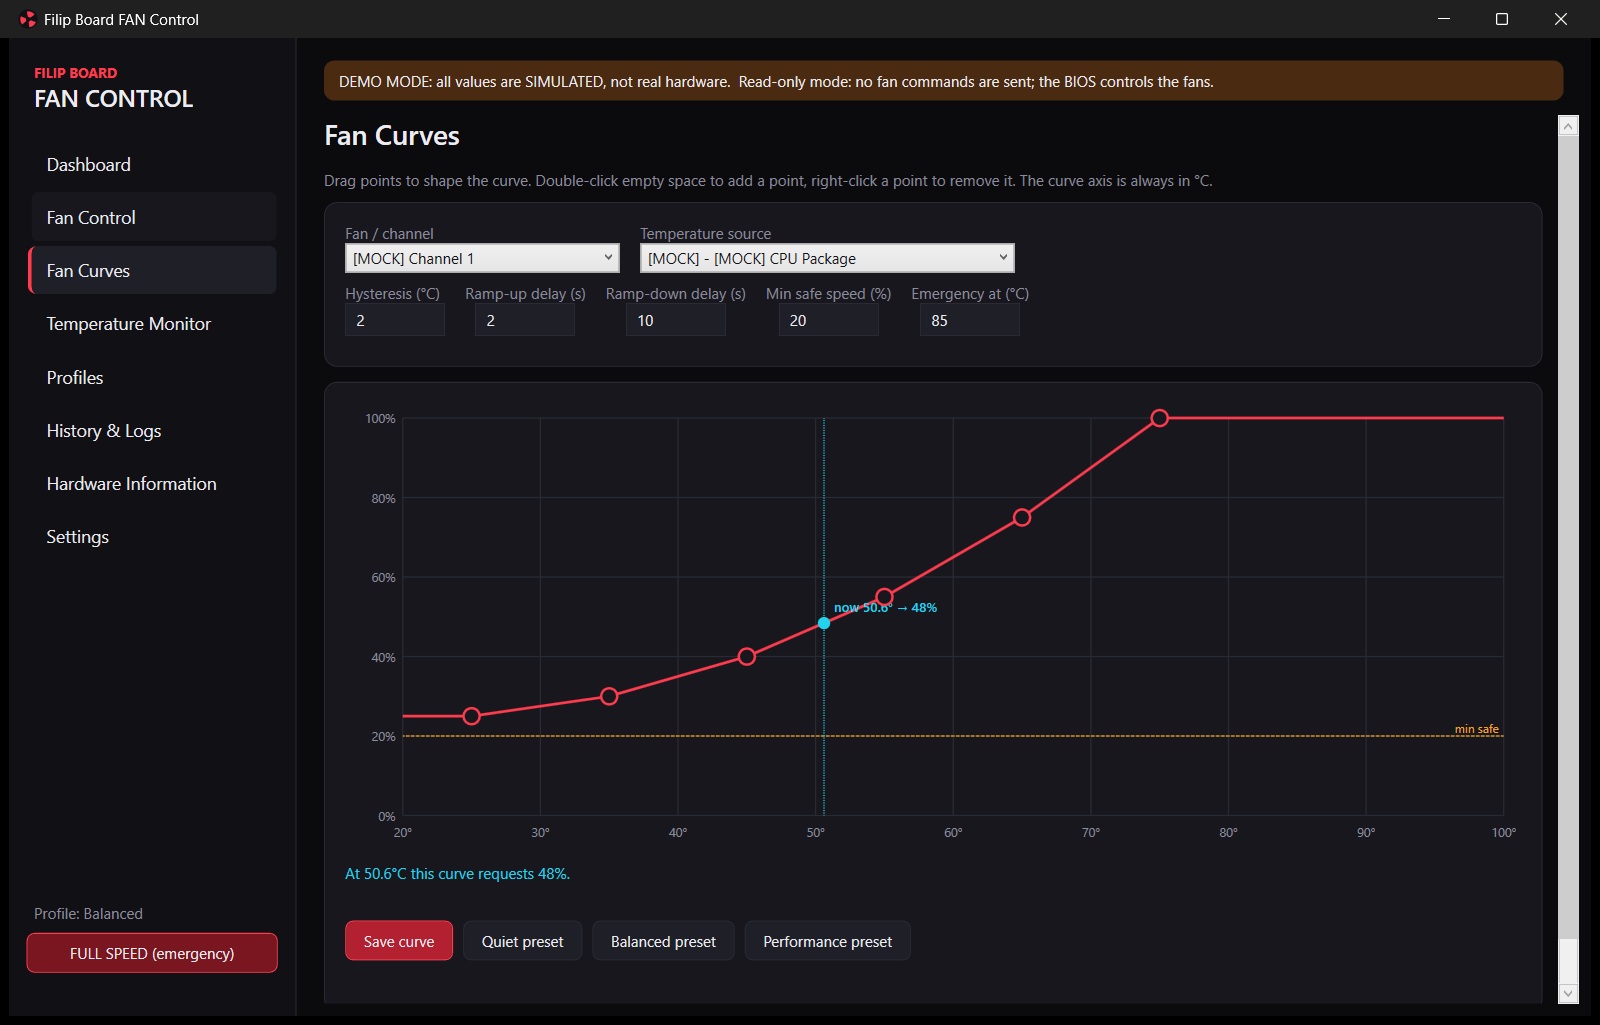 Filip Board FAN Control
FILIP BOARD
FAN CONTROL
Dashboard
Fan Control
Fan Curves
Temperature Monitor
Profiles
History & Logs
Hardware Information
Settings
Profile: Balanced
FULL SPEED (emergency)
DEMO MODE: all values are SIMULATED, not real hardware.  Read-only mode: no fan commands are sent; the BIOS controls the fans.
Fan Curves
Drag points to shape the curve. Double-click empty space to add a point, right-click a point to remove it. The curve axis is always in °C.
Fan / channel
Temperature source
[MOCK] Channel 1
[MOCK] - [MOCK] CPU Package
Hysteresis (°C)
Ramp-up delay (s)
Ramp-down delay (s)
Min safe speed (%)
Emergency at (°C)
2
2
10
20
85
100%
80%
60%
now 50.6° → 48%
40%
min safe
20%
0%
20°
30°
40°
50°
60°
70°
80°
90°
100°
At 50.6°C this curve requests 48%.
Save curve
Quiet preset
Balanced preset
Performance preset